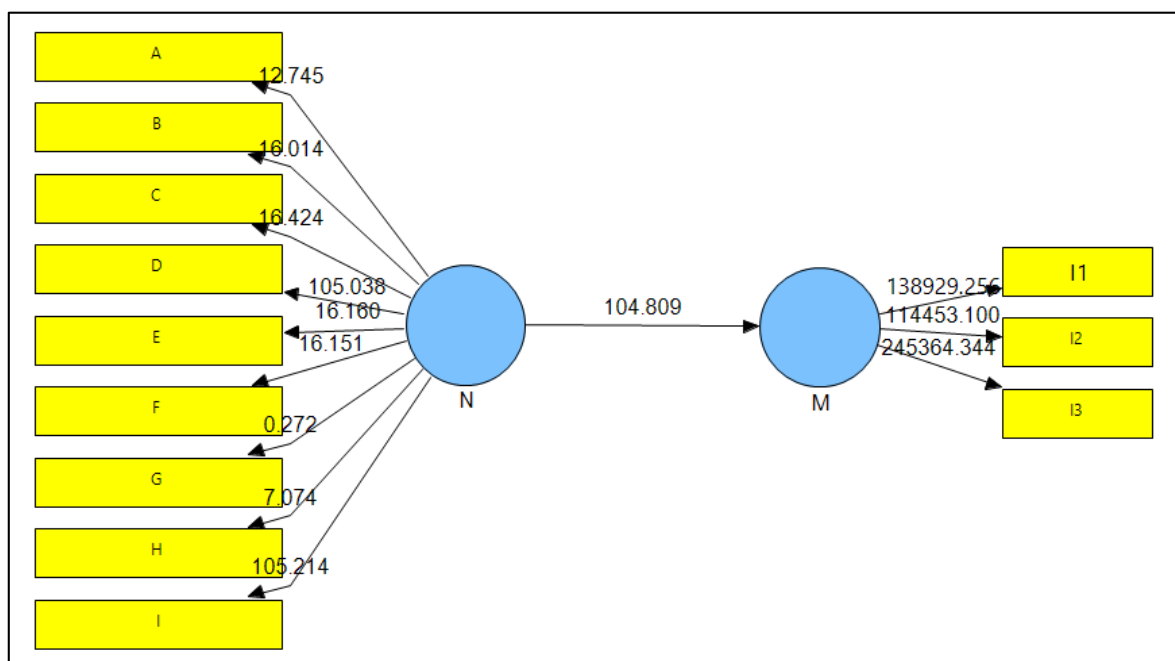 A
12.745
B
16.014
C
16.424
D
105.038
16.160
E
16.151
F
0.272
G
7.074
H
105.214
I
N
104.809
M
138929.256
I1
114453.100
I2
245364.344
I3